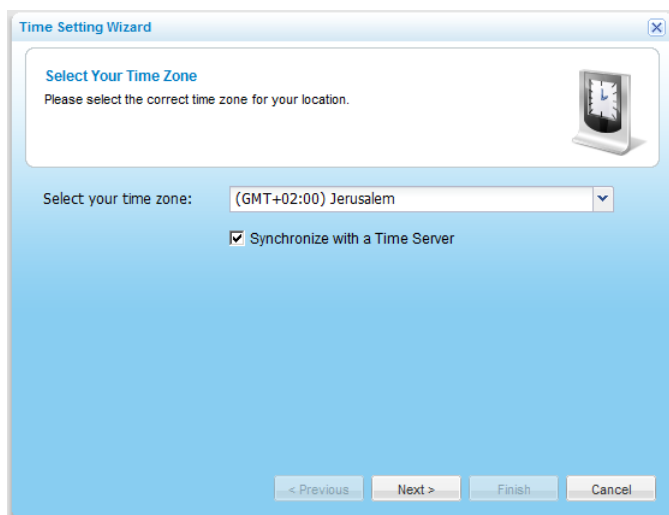 Time Setting Wizard
Select Your Time Zone
Please select the correct time zone for your location.
Select your time zone: (GMT+02:00) Jerusalem
Synchronize with a Time Server
< Previous Next > Finish Cancel